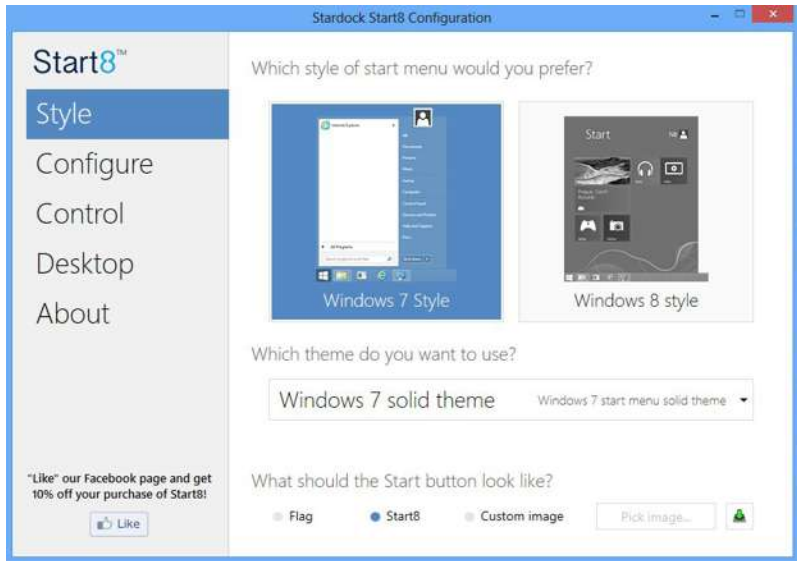 Stardock Start8 Configuration
Start8™
Style
Configure
Control
Desktop
About
"Like" our Facebook page and get
10% off your purchase of Start8!
Like
Which style of start menu would you prefer?
Windows 7 Style
Start
Windows 8 style
Which theme do you want to use?
Windows 7 solid theme
Windows 7 start menu solid theme
What should the Start button look like?
Flag
Start8
Custom image
Pick image...